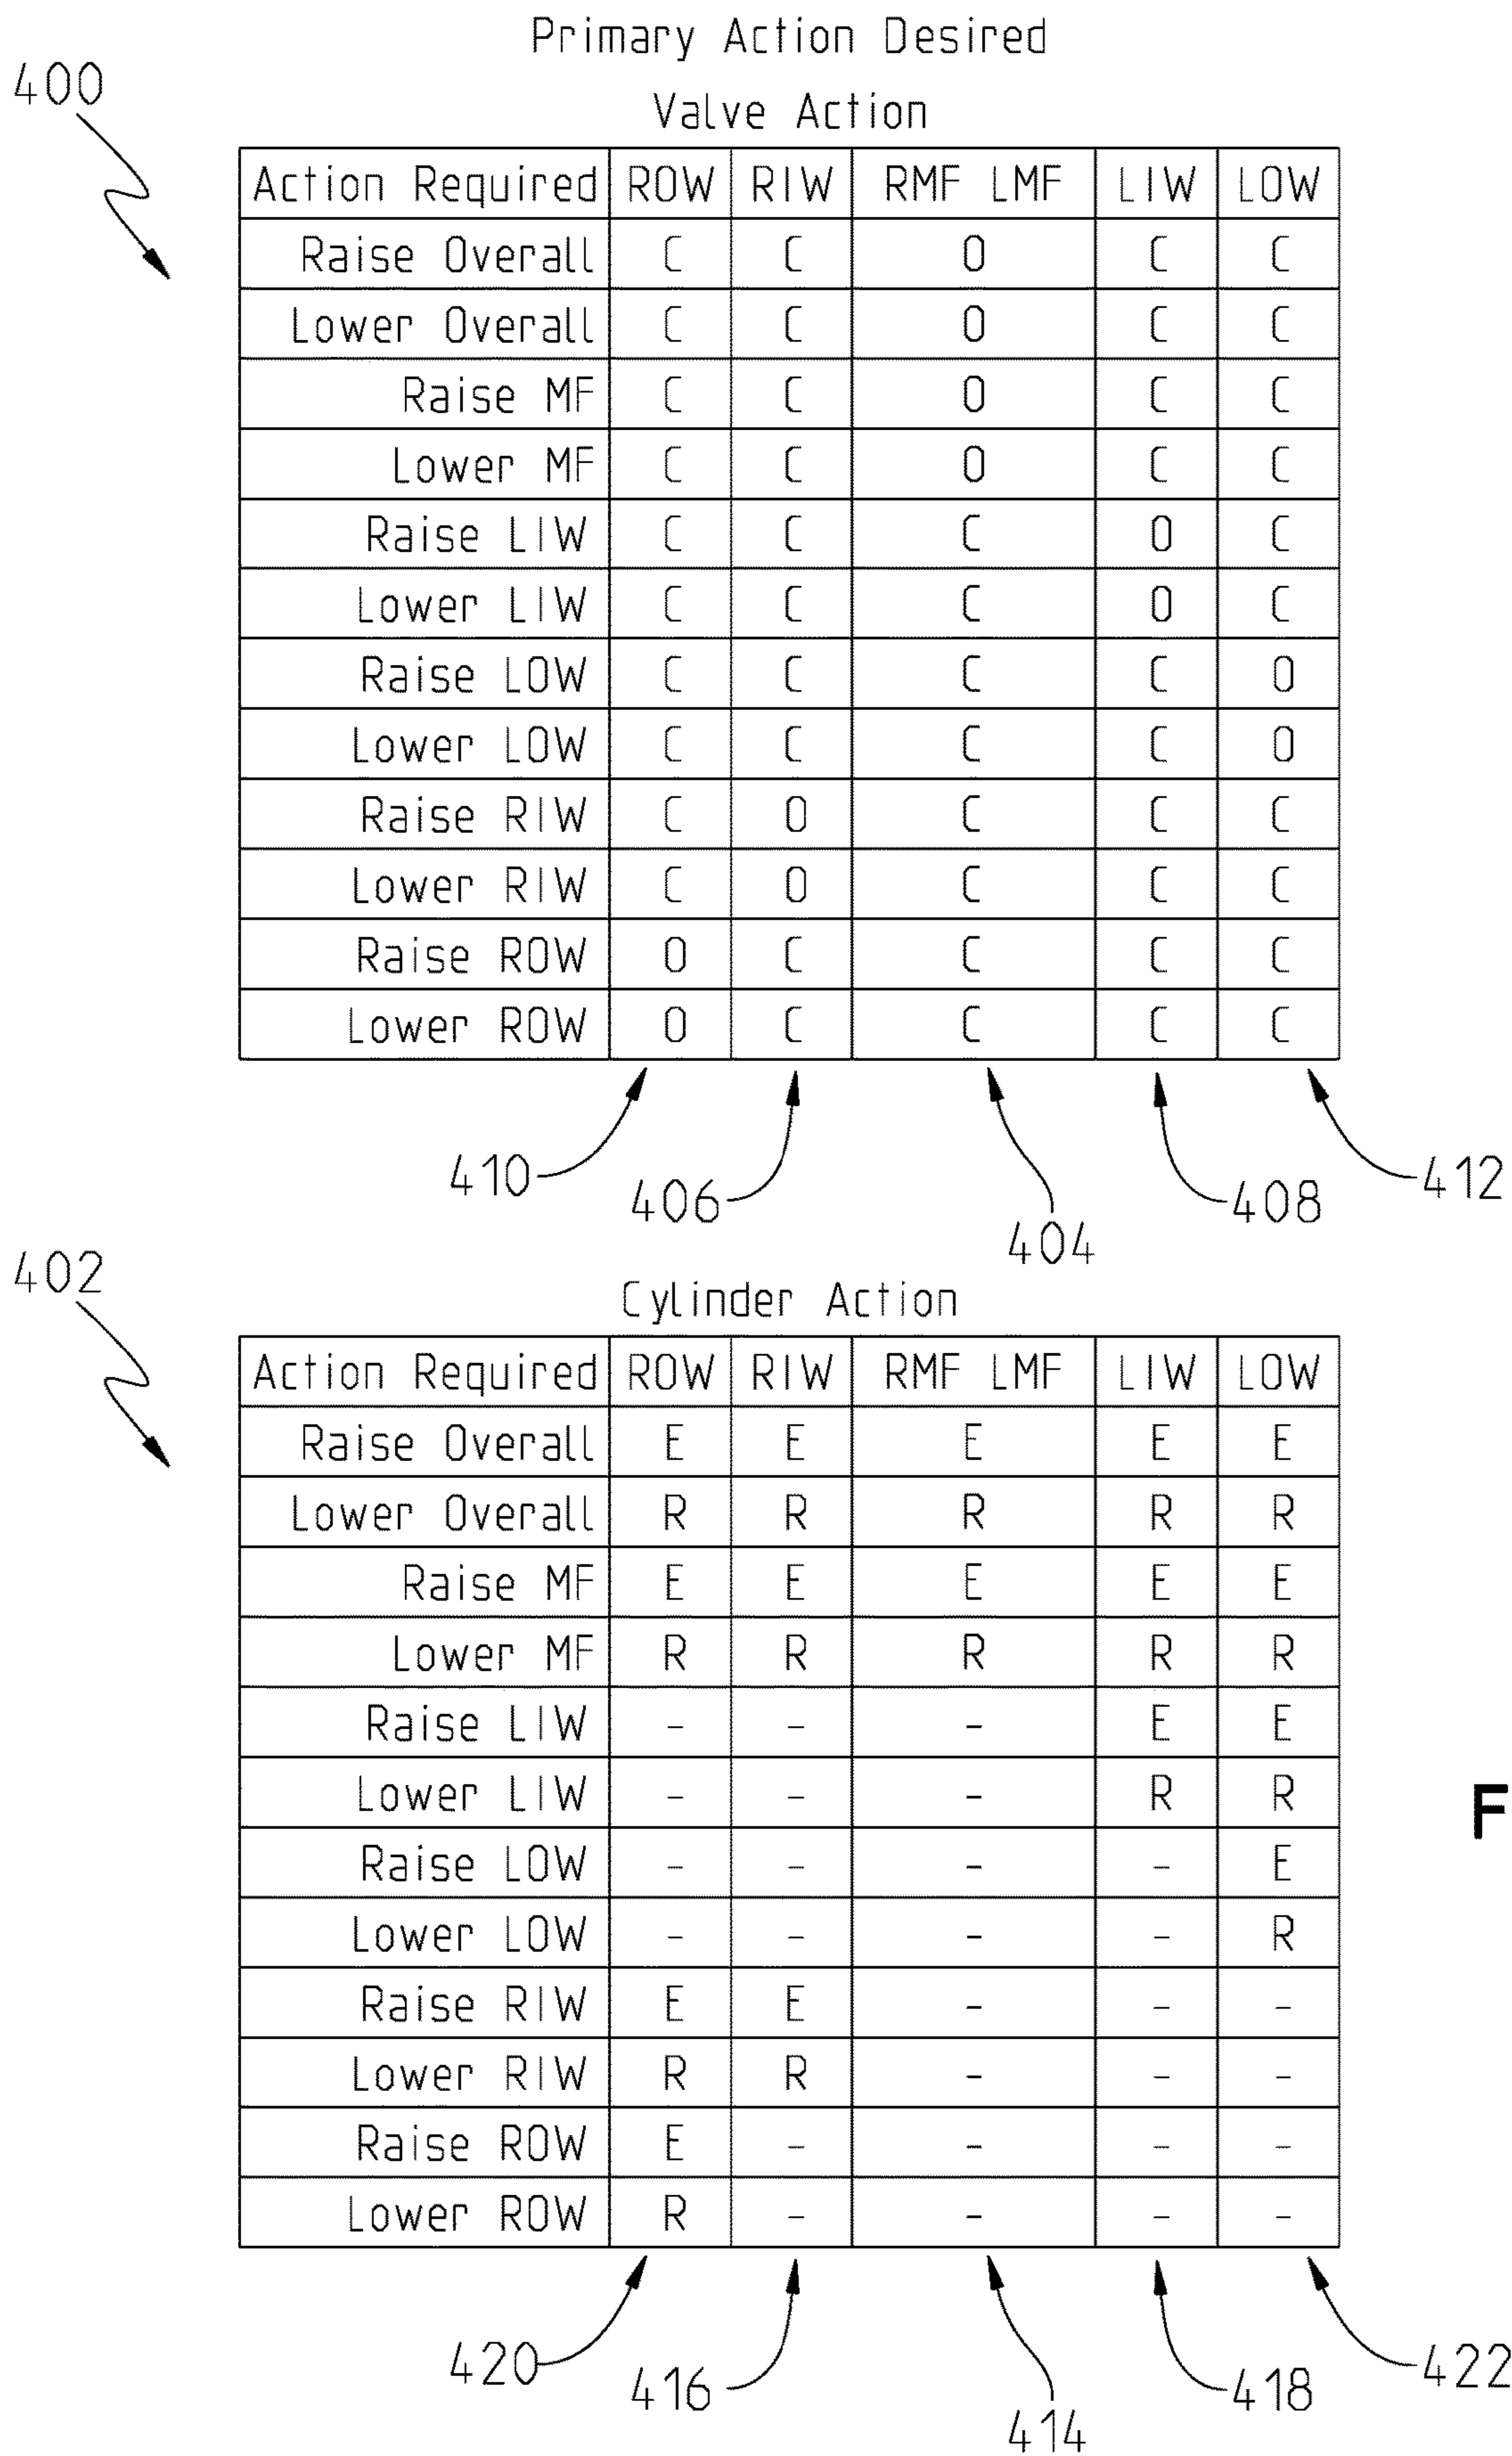 Primary Action Desired
400
Valve Action
Action Required ROW RIW RMF LMF LIW LOW
Raise Overall C C O C C
Lower Overall C C O C C
Raise MF C C O C C
Lower MF C C O C C
Raise LIW C C C O C
Lower LIW C C C O C
Raise LOW C C C C O
Lower LOW C C C C O
Raise RIW C O C C C
Lower RIW C O C C C
Raise ROW O C C C C
Lower ROW O C C C C
410 406 404 408 412
402
Cylinder Action
Action Required ROW RIW RMF LMF LIW LOW
Raise Overall E E E E E
Lower Overall R R R R R
Raise MF E E E E E
Lower MF R R R R R
Raise LIW - - - E E
Lower LIW - - - R R
Raise LOW - - - - E
Lower LOW - - - - R
Raise RIW E E - - -
Lower RIW R R - - -
Raise ROW E - - - -
Lower ROW R - - - -
420 416 414 418 422
F